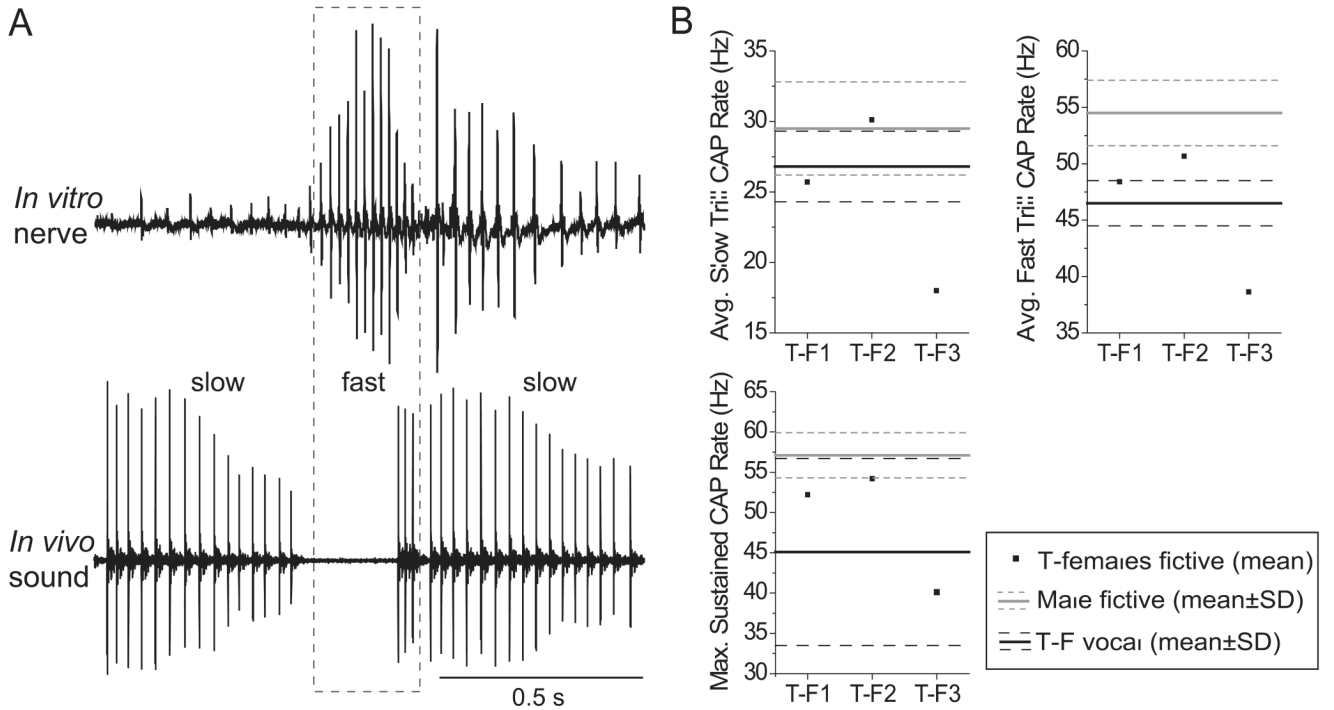 A
In vitro
nerve
slow
fast
slow
In vivo
sound
0.5 s
B
Avg. Slow Trill CAP Rate (Hz)
35
30
25
20
15
T-F1
T-F2
T-F3
Avg. Fast Trill CAP Rate (Hz)
60
55
50
45
40
35
T-F1
T-F2
T-F3
Max. Sustained CAP Rate (Hz)
65
60
55
50
45
40
35
30
T-F1
T-F2
T-F3
T-females fictive (mean)
Male fictive (mean±SD)
T-F vocal (mean±SD)